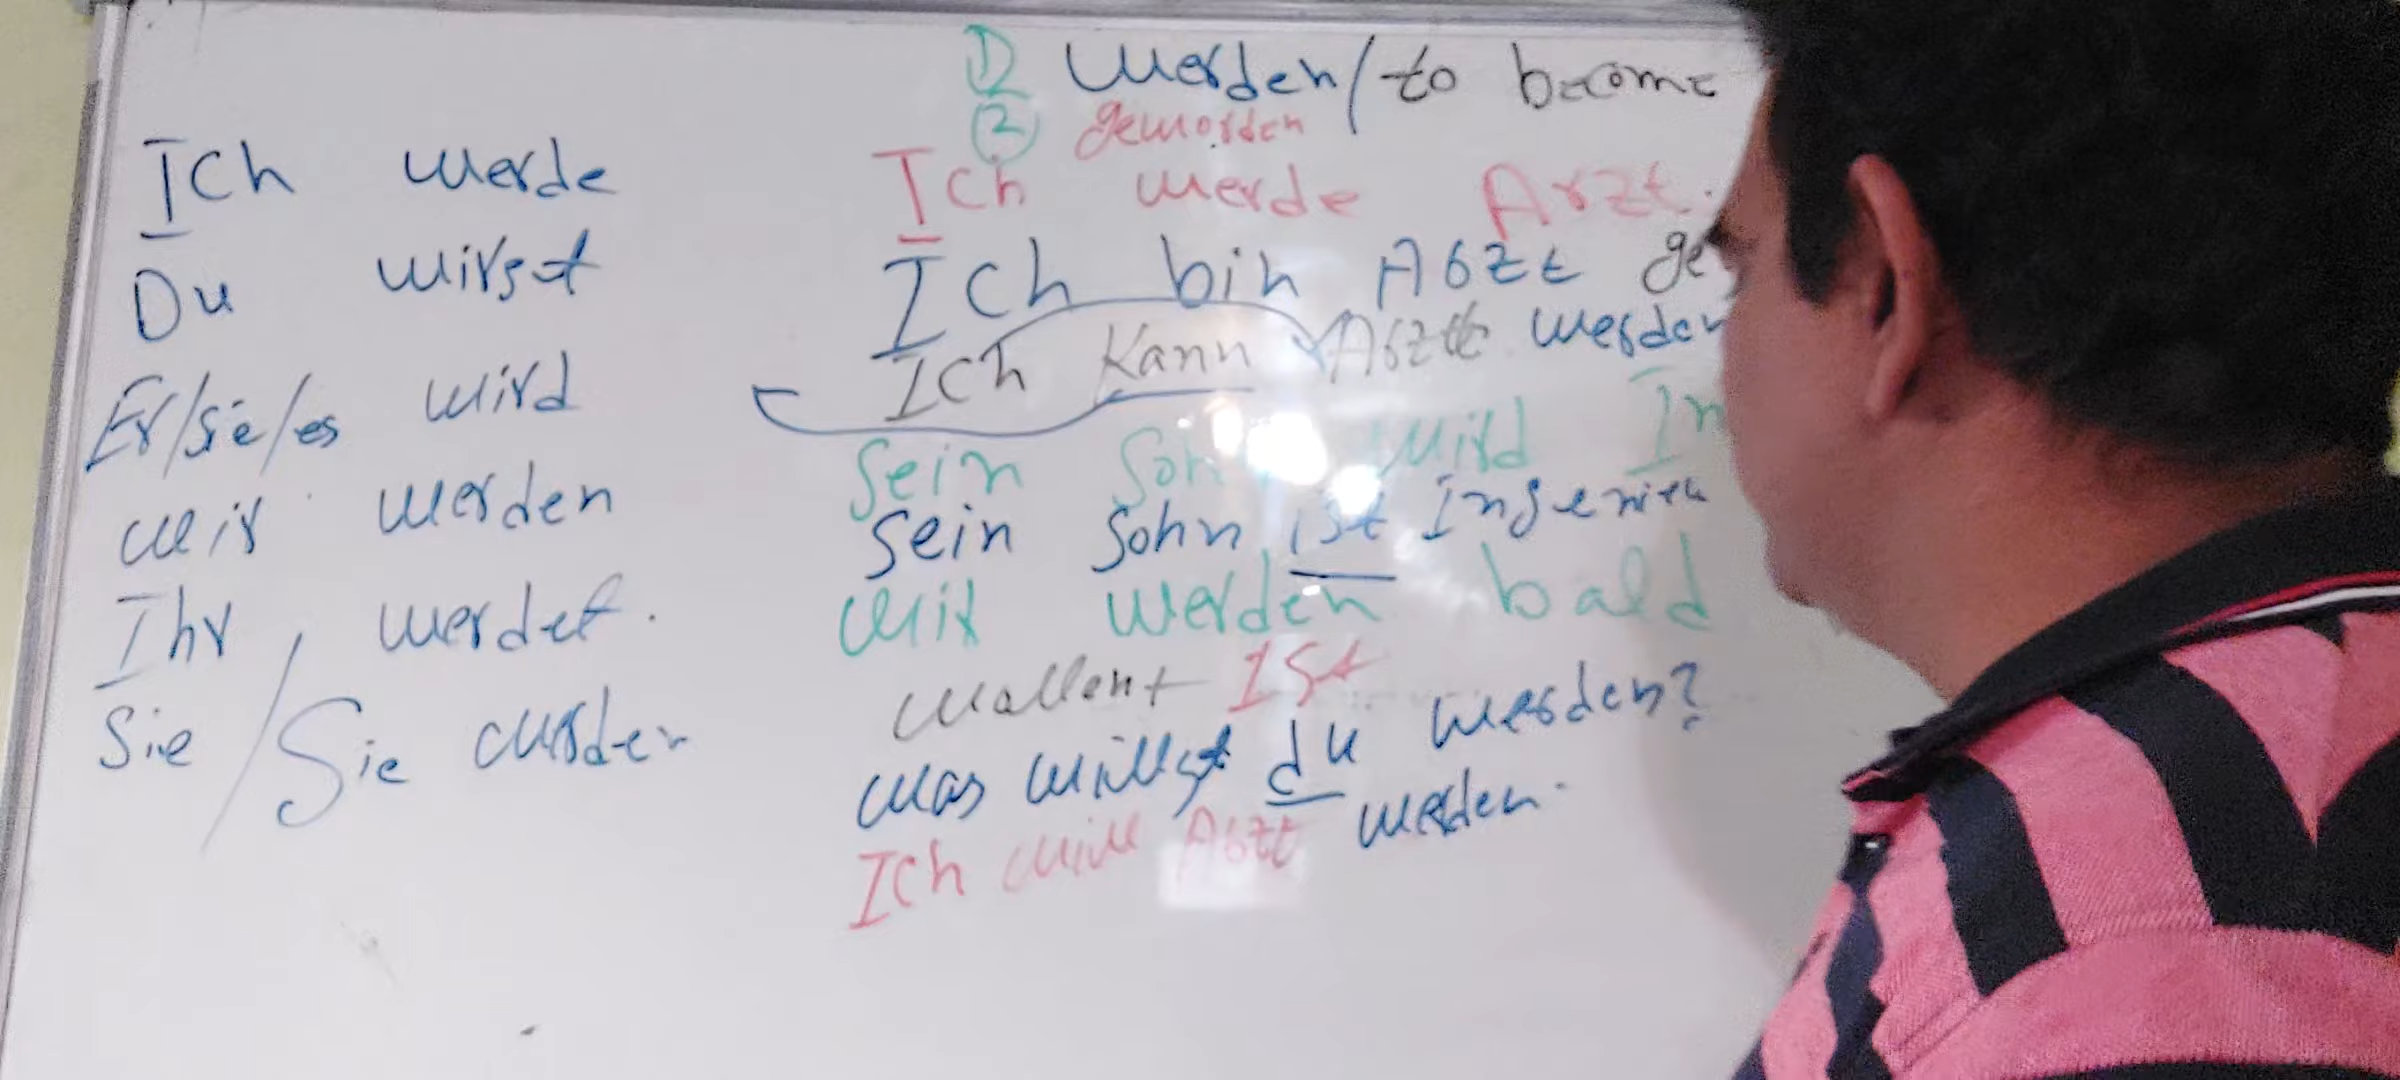 Ich werde
Du wirst
Er/sie/es wird
wir werden
Ihr, werdet.
Sie/Sie werden
① werden/to become
② geworden
Ich werde Arzt.
Ich bin Arzt ge
Ich kann Arzt werden
Sein Sohn wird In
Sein Sohn ist Ingenieu
wir werden bald
wollen+ Ist
was willst du werden?
Ich will Arzt werden.